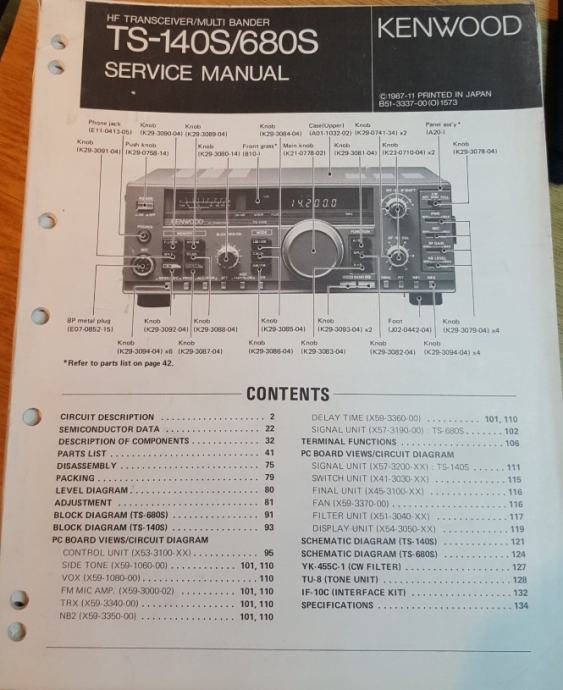 HF TRANSCEIVER/MULTI BANDER
TS-140S/680S
SERVICE MANUAL
KENWOOD
©1987-11 PRINTED IN JAPAN
B51-3337-00(O)1573
Phone jack
(E11-0413-05)
Knob
(K29-3090-04)
Knob
(K29-3089-04)
Knob
(K29-3084-04)
Case(Upper)
(A01-1032-02)
Knob
(K29-0741-14) x2
Panel ass'y*
(A20-)
Knob
(K29-3091-04)
Push knob
(K29-0758-14)
Knob
(K29-3080-14)
Front grass*
(B10-)
Main knob
(K21-0778-02)
Knob
(K29-3081-04)
Knob
(K23-0710-04) x2
Knob
(K29-3078-04)
KENWOOD
14.200.0
8P metal plug
(E07-0852-15)
Knob
(K29-3092-04)
Knob
(K29-3088-04)
Knob
(K29-3085-04)
Knob
(K29-3093-04) x2
Foot
(J02-0442-04)
Knob
(K29-3079-04) x4
Knob
(K29-3094-04) x6
Knob
(K29-3087-04)
Knob
(K29-3086-04)
Knob
(K29-3083-04)
Knob
(K29-3082-04)
Knob
(K29-3094-04) x4
*Refer to parts list on page 42.
CONTENTS
CIRCUIT DESCRIPTION 2
SEMICONDUCTOR DATA 22
DESCRIPTION OF COMPONENTS 32
PARTS LIST 41
DISASSEMBLY 75
PACKING 79
LEVEL DIAGRAM 80
ADJUSTMENT 81
BLOCK DIAGRAM (TS-680S) 91
BLOCK DIAGRAM (TS-140S) 93
PC BOARD VIEWS/CIRCUIT DIAGRAM
CONTROL UNIT (X53-3100-XX) 95
SIDE TONE (X59-1060-00) 101, 110
VOX (X59-1080-00) 110
FM MIC AMP. (X59-3000-02) 101, 110
TRX (X59-3340-00) 101, 110
NB2 (X59-3350-00) 101, 110
DELAY TIME (X59-3360-00) 101, 110
SIGNAL UNIT (X57-3190-00) : TS-680S 102
TERMINAL FUNCTIONS 106
PC BOARD VIEWS/CIRCUIT DIAGRAM
SIGNAL UNIT (X57-3200-XX) : TS-140S 111
SWITCH UNIT (X41-3030-XX) 115
FINAL UNIT (X45-3100-XX) 116
FAN (X59-3370-00) 116
FILTER UNIT (X51-3040-XX) 117
DISPLAY UNIT (X54-3050-XX) 119
SCHEMATIC DIAGRAM (TS-140S) 121
SCHEMATIC DIAGRAM (TS-680S) 124
YK-455C-1 (CW FILTER) 127
TU-8 (TONE UNIT) 128
IF-10C (INTERFACE KIT) 132
SPECIFICATIONS 134